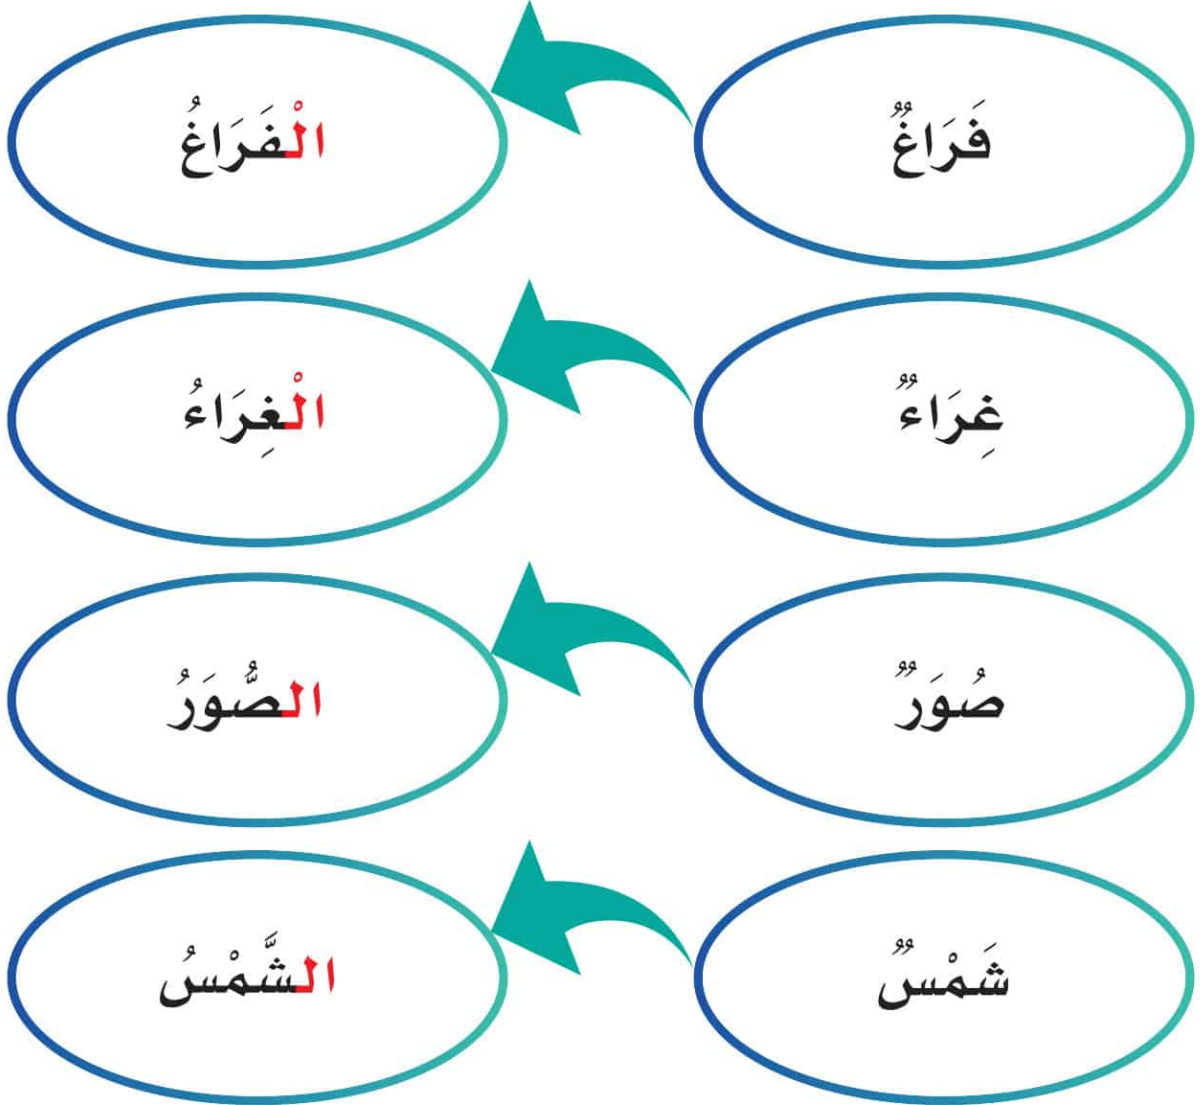 فَرَاغٌ الْفَرَاغُ
غِرَاءٌ الْغِرَاءُ
صُوَرٌ الصُّوَرُ
شَمْسٌ الشَّمْسُ